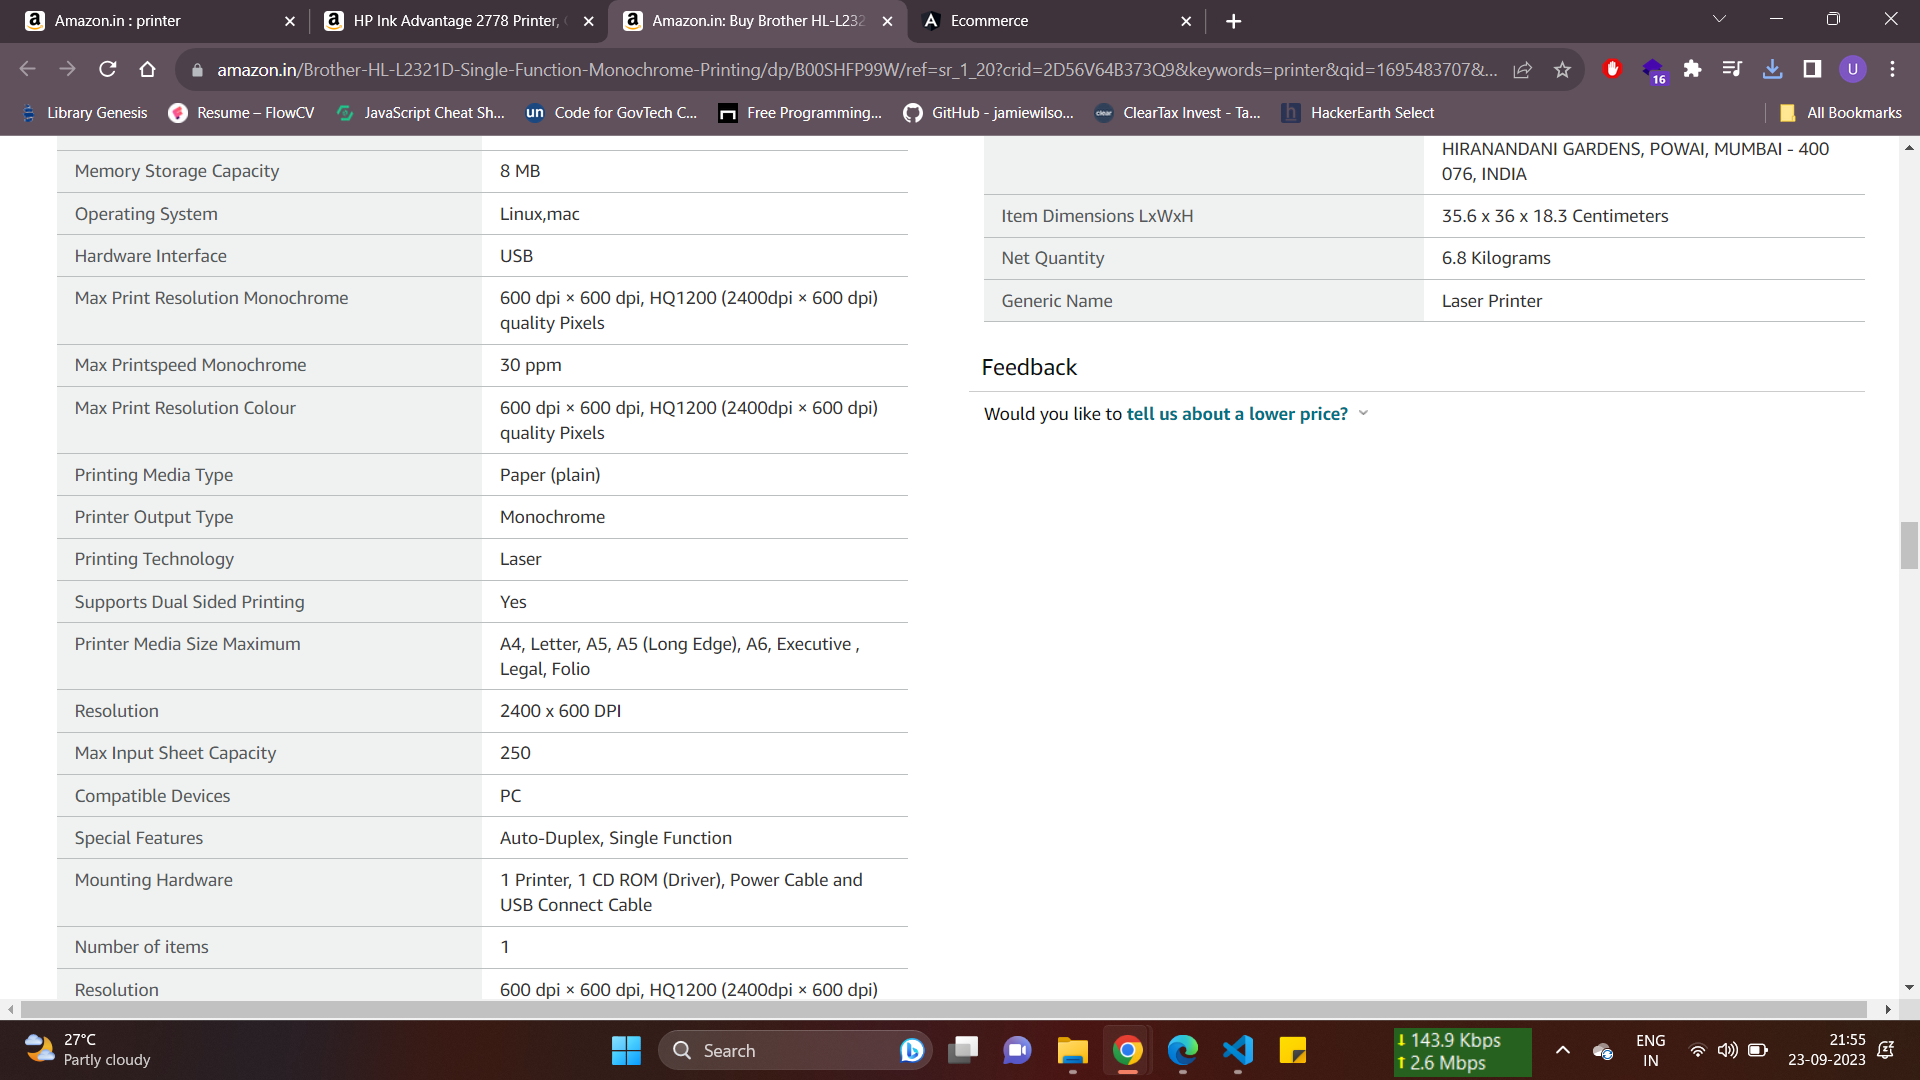 Amazon.in : printer
HP Ink Advantage 2778 Printer,
Amazon.in: Buy Brother HL-L232
Ecommerce
amazon.in/Brother-HL-L2321D-Single-Function-Monochrome-Printing/dp/B00SHFP99W/ref=sr_1_20?crid=2D56V64B373Q9&keywords=printer&qid=1695483707&...
16
U
Library Genesis
Resume – FlowCV
JavaScript Cheat Sh...
un Code for GovTech C...
Free Programming...
GitHub - jamiewilso...
clear ClearTax Invest - Ta...
h HackerEarth Select
All Bookmarks
Memory Storage Capacity 8 MB
Operating System Linux,mac
Hardware Interface USB
Max Print Resolution Monochrome 600 dpi × 600 dpi, HQ1200 (2400dpi × 600 dpi)
quality Pixels
Max Printspeed Monochrome 30 ppm
Max Print Resolution Colour 600 dpi × 600 dpi, HQ1200 (2400dpi × 600 dpi)
quality Pixels
Printing Media Type Paper (plain)
Printer Output Type Monochrome
Printing Technology Laser
Supports Dual Sided Printing Yes
Printer Media Size Maximum A4, Letter, A5, A5 (Long Edge), A6, Executive ,
Legal, Folio
Resolution 2400 x 600 DPI
Max Input Sheet Capacity 250
Compatible Devices PC
Special Features Auto-Duplex, Single Function
Mounting Hardware 1 Printer, 1 CD ROM (Driver), Power Cable and
USB Connect Cable
Number of items 1
Resolution 600 dpi × 600 dpi, HQ1200 (2400dpi × 600 dpi)
HIRANANDANI GARDENS, POWAI, MUMBAI - 400
076, INDIA
Item Dimensions LxWxH 35.6 x 36 x 18.3 Centimeters
Net Quantity 6.8 Kilograms
Generic Name Laser Printer
Feedback
Would you like to tell us about a lower price?
27°C
Partly cloudy
Search
143.9 Kbps
2.6 Mbps
ENG
IN
21:55
23-09-2023